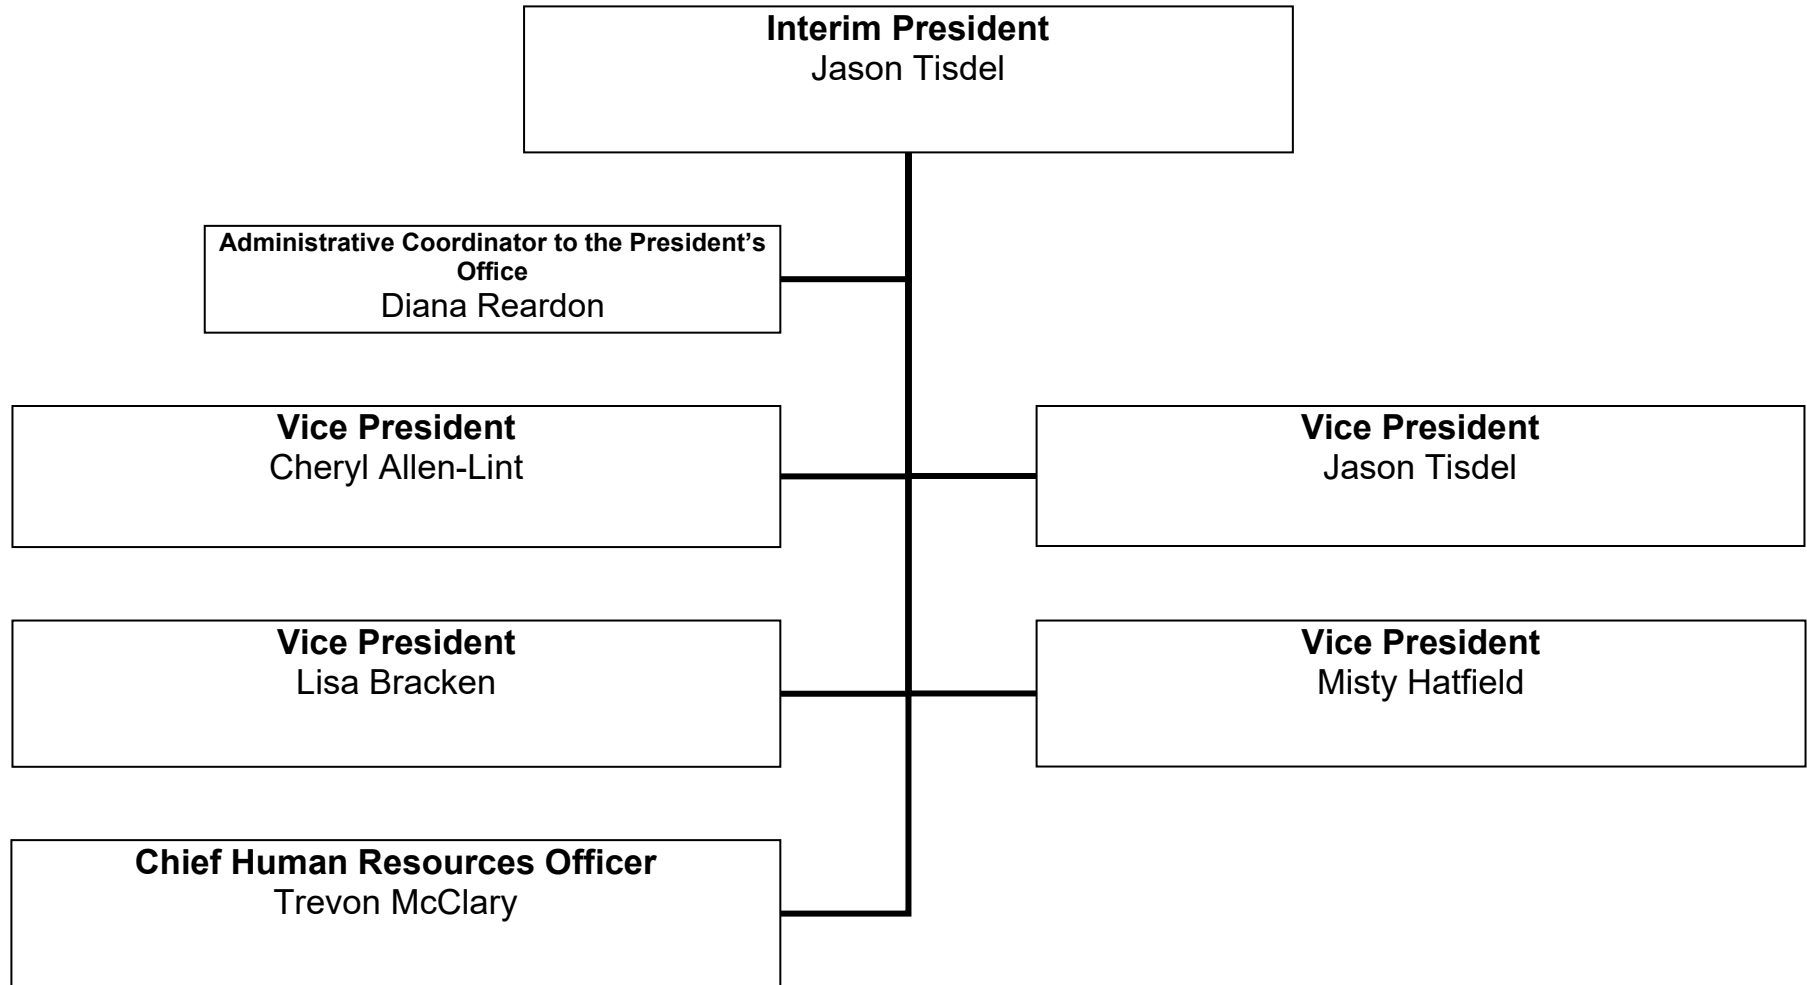 Interim President
Jason Tisdel
Administrative Coordinator to the President’s
Office
Diana Reardon
Vice President
Cheryl Allen-Lint
Vice President
Jason Tisdel
Vice President
Lisa Bracken
Vice President
Misty Hatfield
Chief Human Resources Officer
Trevon McClary